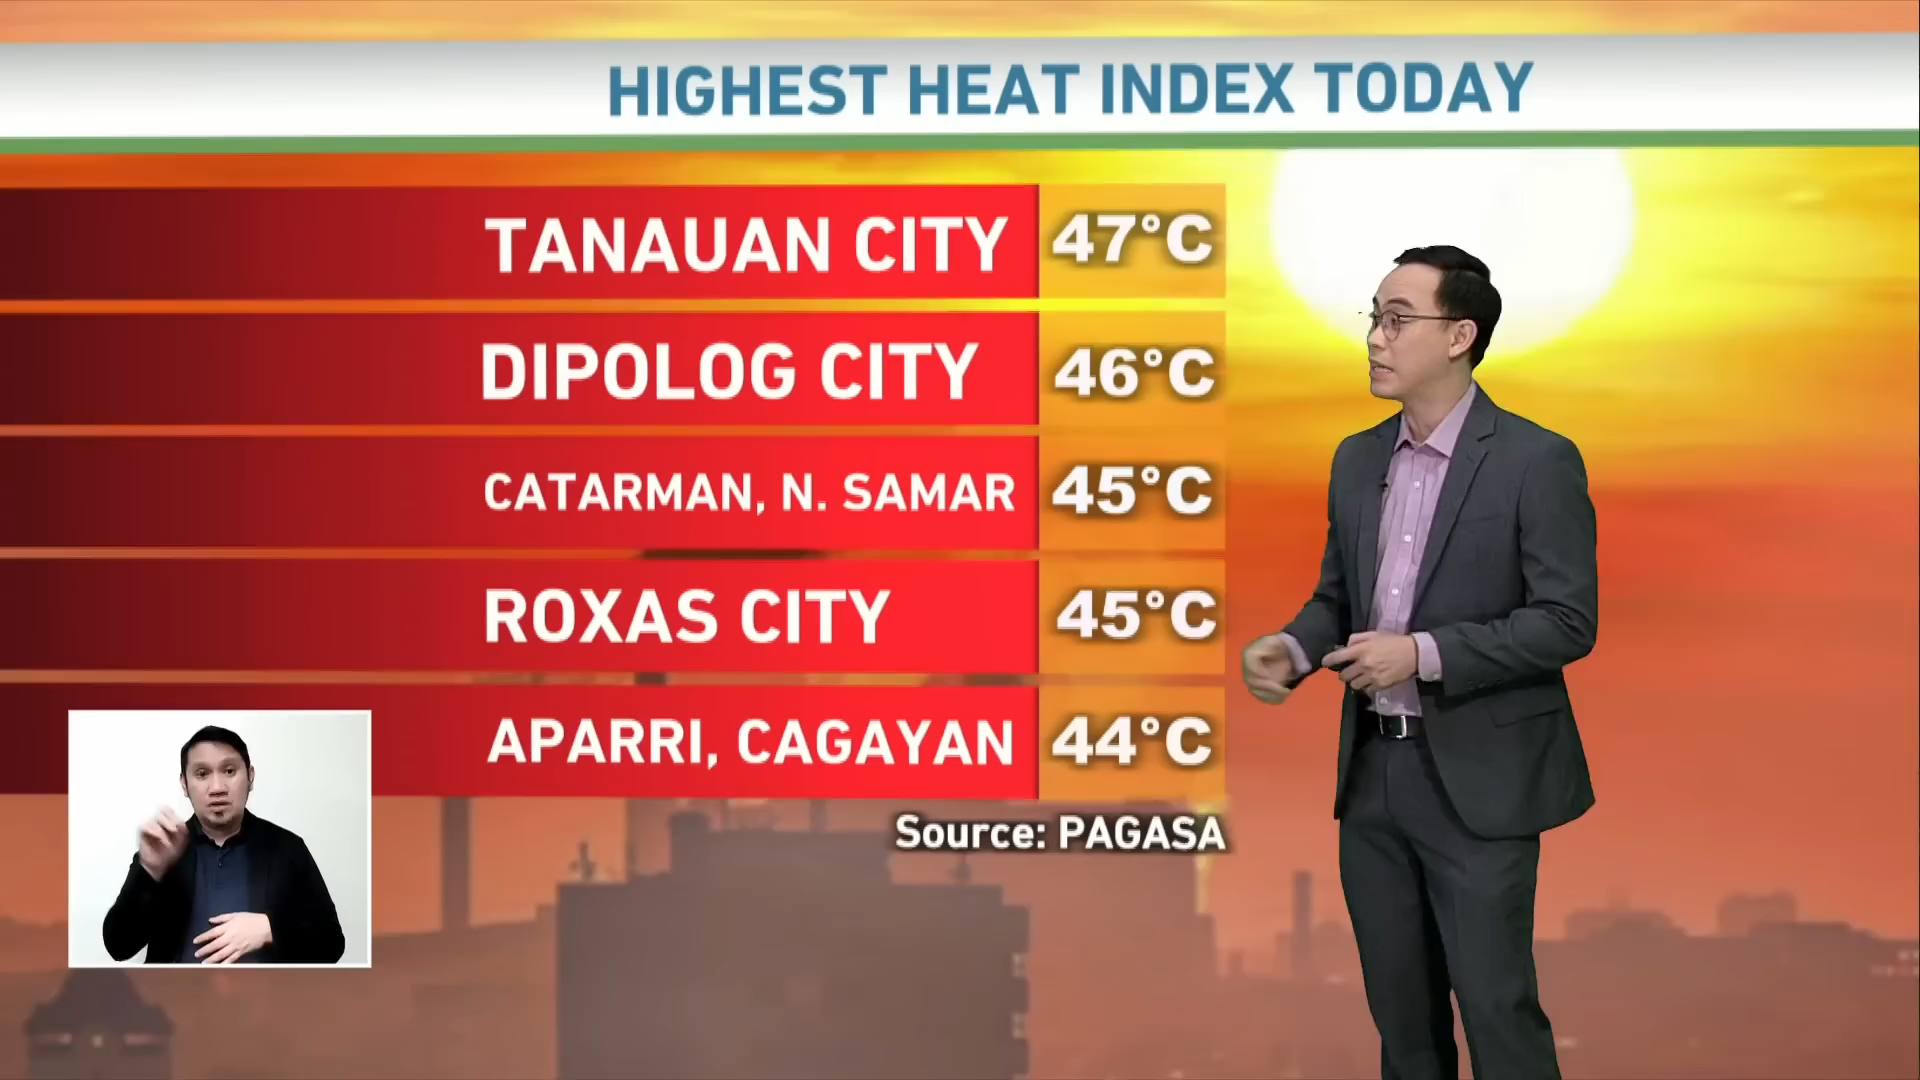 HIGHEST HEAT INDEX TODAY
TANAUAN CITY 47°C
DIPOLOG CITY 46°C
CATARMAN, N. SAMAR 45°C
ROXAS CITY 45°C
APARRI, CAGAYAN 44°C
Source: PAGASA